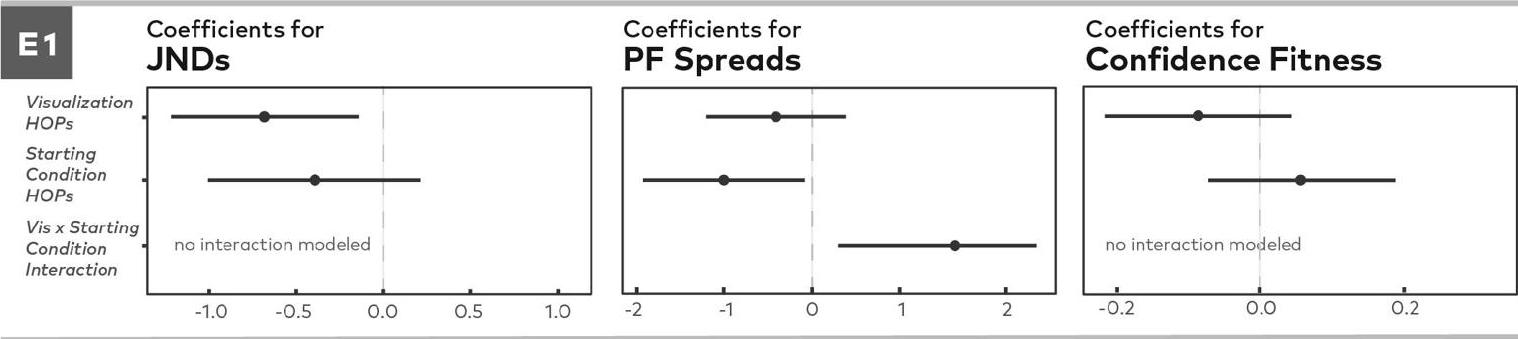 E1
Coefficients for
JNDs
Coefficients for
PF Spreads
Coefficients for
Confidence Fitness
Visualization
HOPs
Starting
Condition
HOPs
Vis x Starting
Condition
Interaction
no interaction modeled
no interaction modeled
-1.0 -0.5 0.0 0.5 1.0
-2 -1 0 1 2
-0.2 0.0 0.2